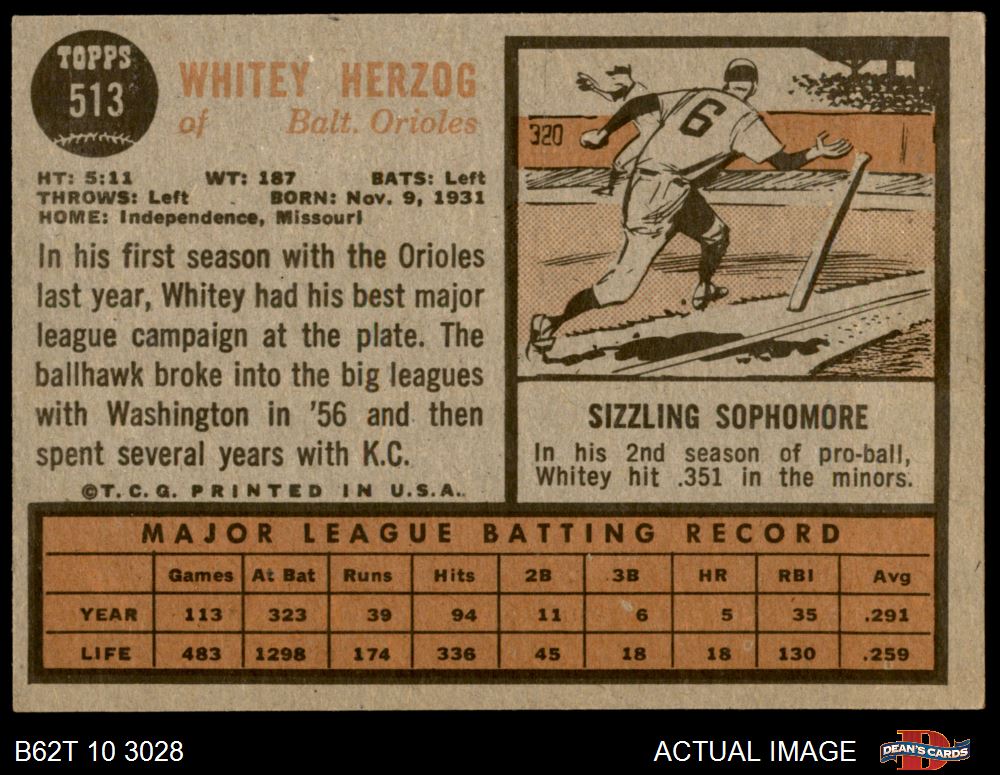 TOPPS
513
WHITEY HERZOG
of Balt. Orioles
HT: 5:11 WT: 187 BATS: Left
THROWS: Left BORN: Nov. 9, 1931
HOME: Independence, Missouri
In his first season with the Orioles
last year, Whitey had his best major
league campaign at the plate. The
ballhawk broke into the big leagues
with Washington in '56 and then
spent several years with K.C.
©T.C.G. PRINTED IN U.S.A.
320
6
SIZZLING SOPHOMORE
In his 2nd season of pro-ball,
Whitey hit .351 in the minors.
MAJOR LEAGUE BATTING RECORD
Games At Bat Runs Hits 2B 3B HR RBI Avg
YEAR 113 323 39 94 11 6 5 35 .291
LIFE 483 1298 174 336 45 18 18 130 .259
B62T 10 3028 ACTUAL IMAGE DEAN'S CARDS